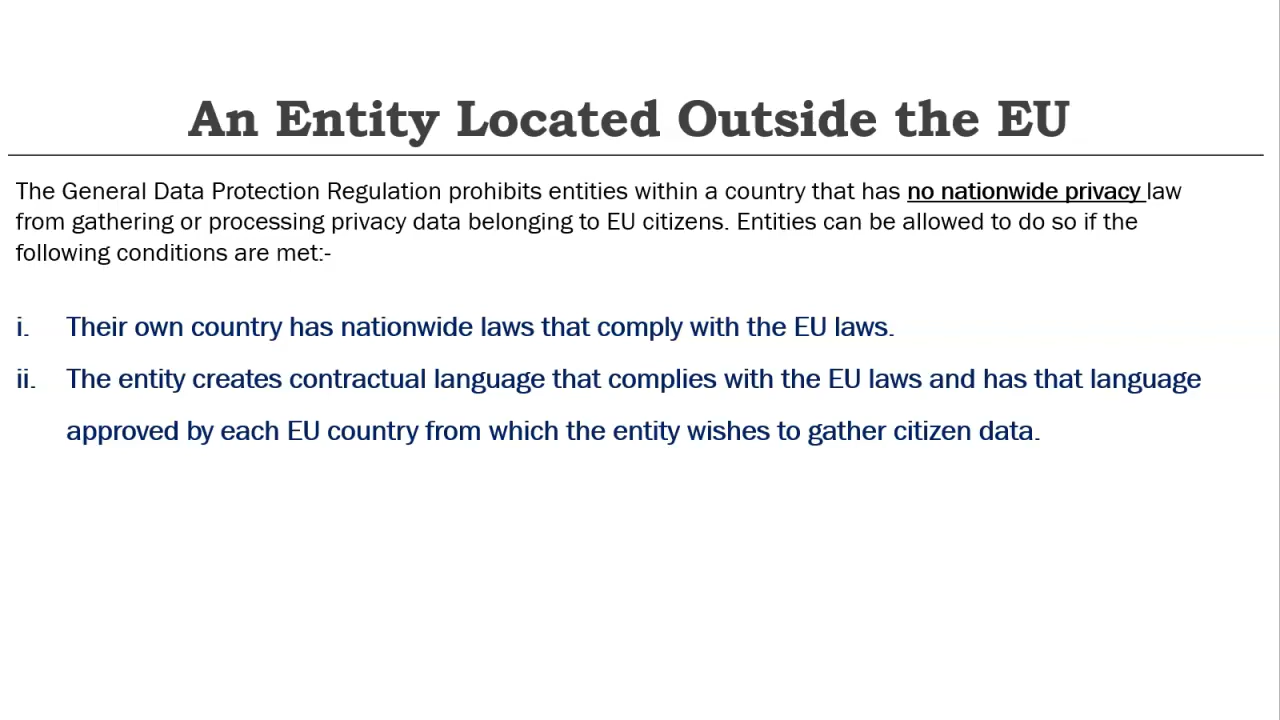 An Entity Located Outside the EU
The General Data Protection Regulation prohibits entities within a country that has no nationwide privacy law
from gathering or processing privacy data belonging to EU citizens. Entities can be allowed to do so if the
following conditions are met:-
i. Their own country has nationwide laws that comply with the EU laws.
ii. The entity creates contractual language that complies with the EU laws and has that language
approved by each EU country from which the entity wishes to gather citizen data.